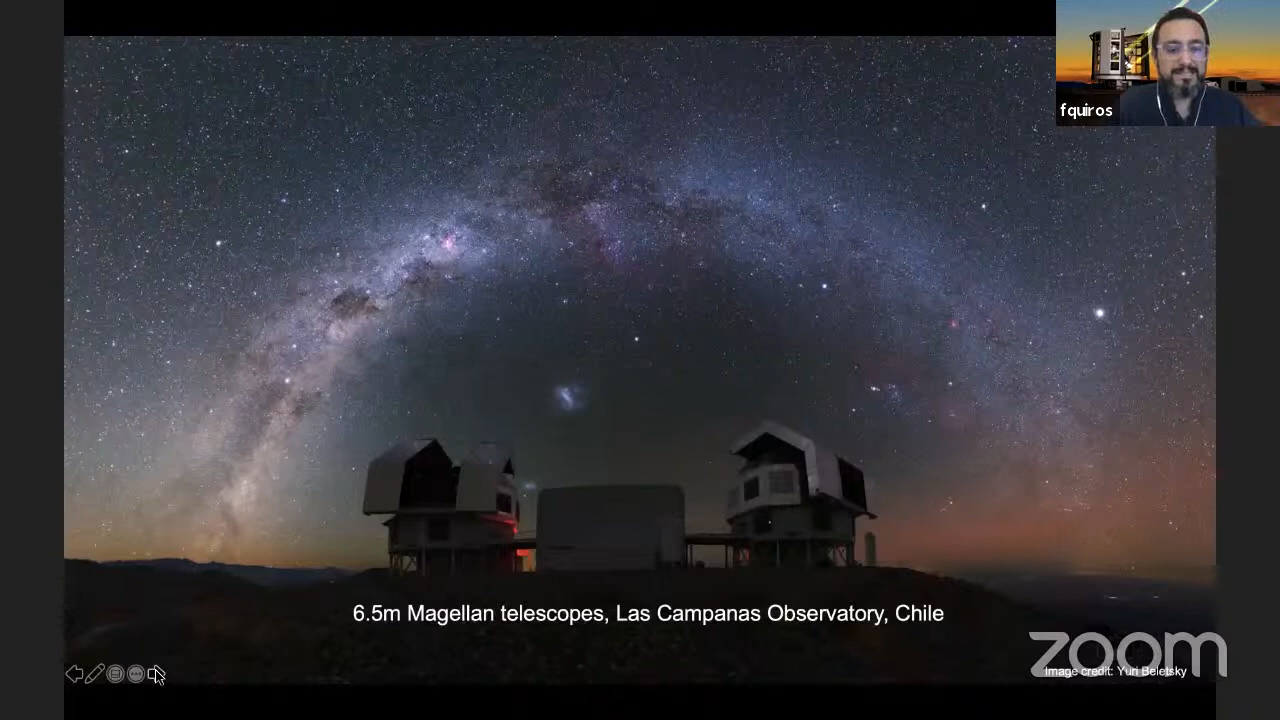 fquiros
6.5m Magellan telescopes, Las Campanas Observatory, Chile
zoom
Image credit: Yuri Beletsky